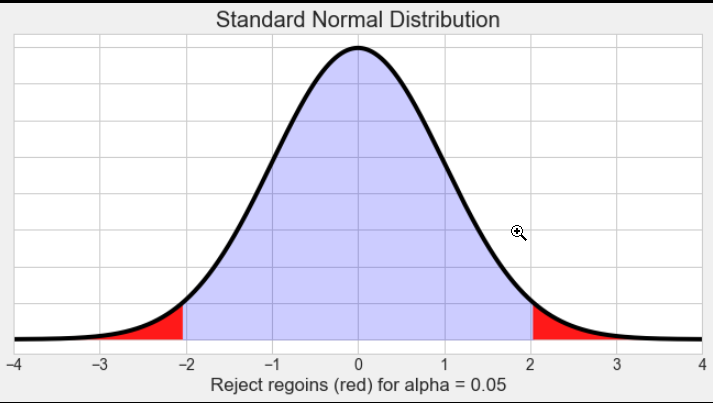 Standard Normal Distribution
−4 −3 −2 −1 0 1 2 3 4
Reject regoins (red) for alpha = 0.05